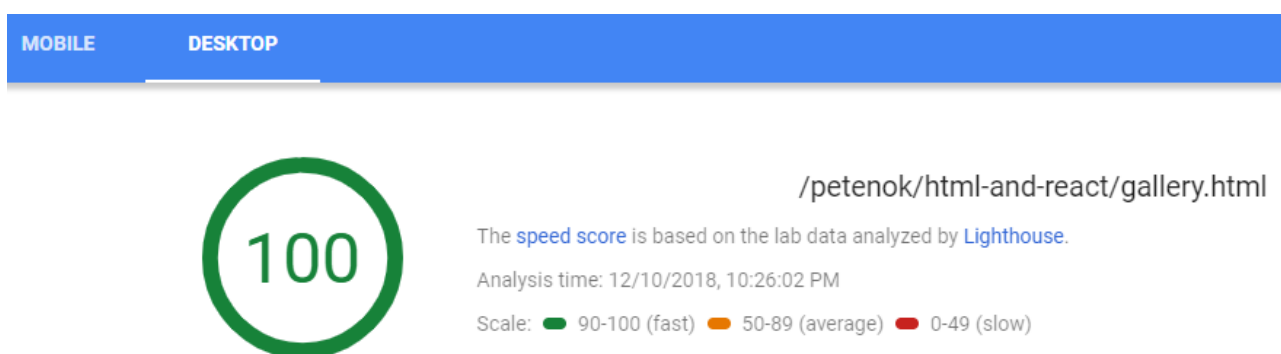 MOBILE DESKTOP
100
/petenok/html-and-react/gallery.html
The speed score is based on the lab data analyzed by Lighthouse.
Analysis time: 12/10/2018, 10:26:02 PM
Scale: 90-100 (fast) 50-89 (average) 0-49 (slow)